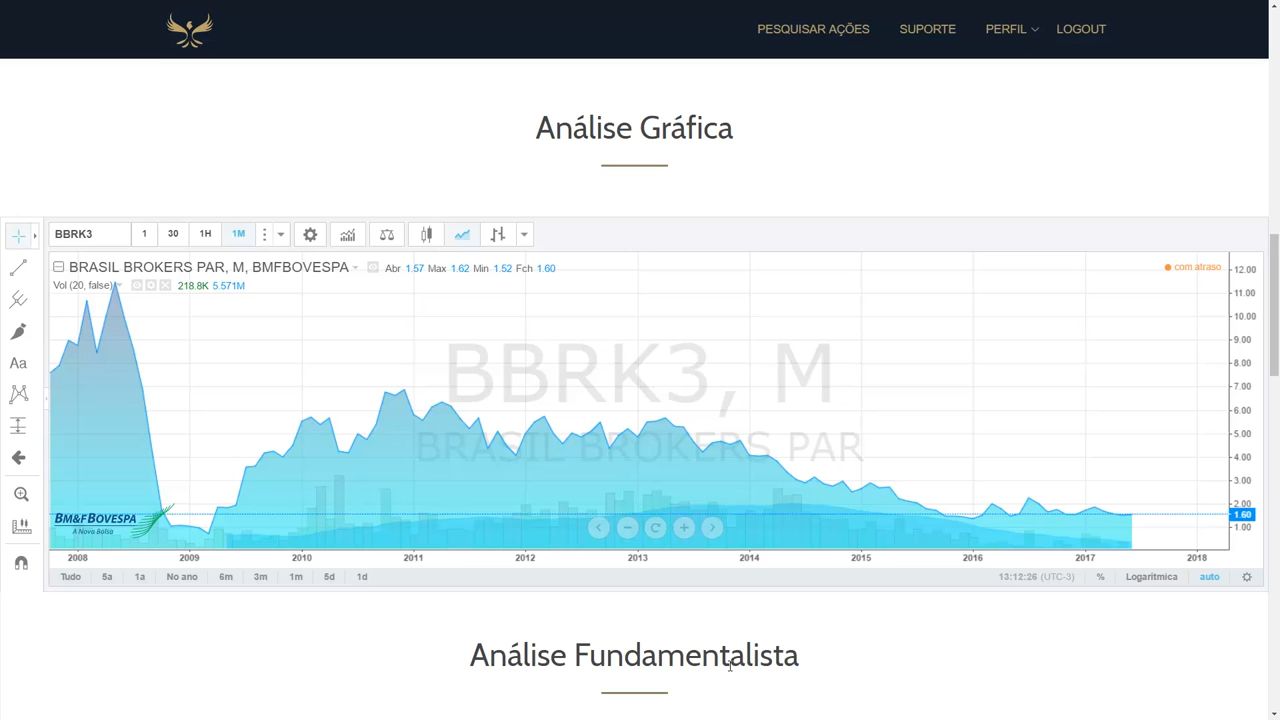 PESQUISAR AÇÕES SUPORTE PERFIL LOGOUT
Análise Gráfica
BBRK3 1 30 1H 1M
BRASIL BROKERS PAR, M, BMFBOVESPA Abr 1.57 Max 1.62 Min 1.52 Fch 1.60
com atraso
Vol (20, false) 218.8K 5.571M
12.00
11.00
10.00
9.00
8.00
7.00
6.00
5.00
4.00
3.00
2.00
1.60
1.00
Aa
BBRK3, M
BRASIL BROKERS PAR
BM&FBOVESPA
A Nova Bolsa
2008 2009 2010 2011 2012 2013 2014 2015 2016 2017 2018
Tudo 5a 1a No ano 6m 3m 1m 5d 1d 13:12:26 (UTC-3) % Logarítmica auto
Análise Fundamentalista